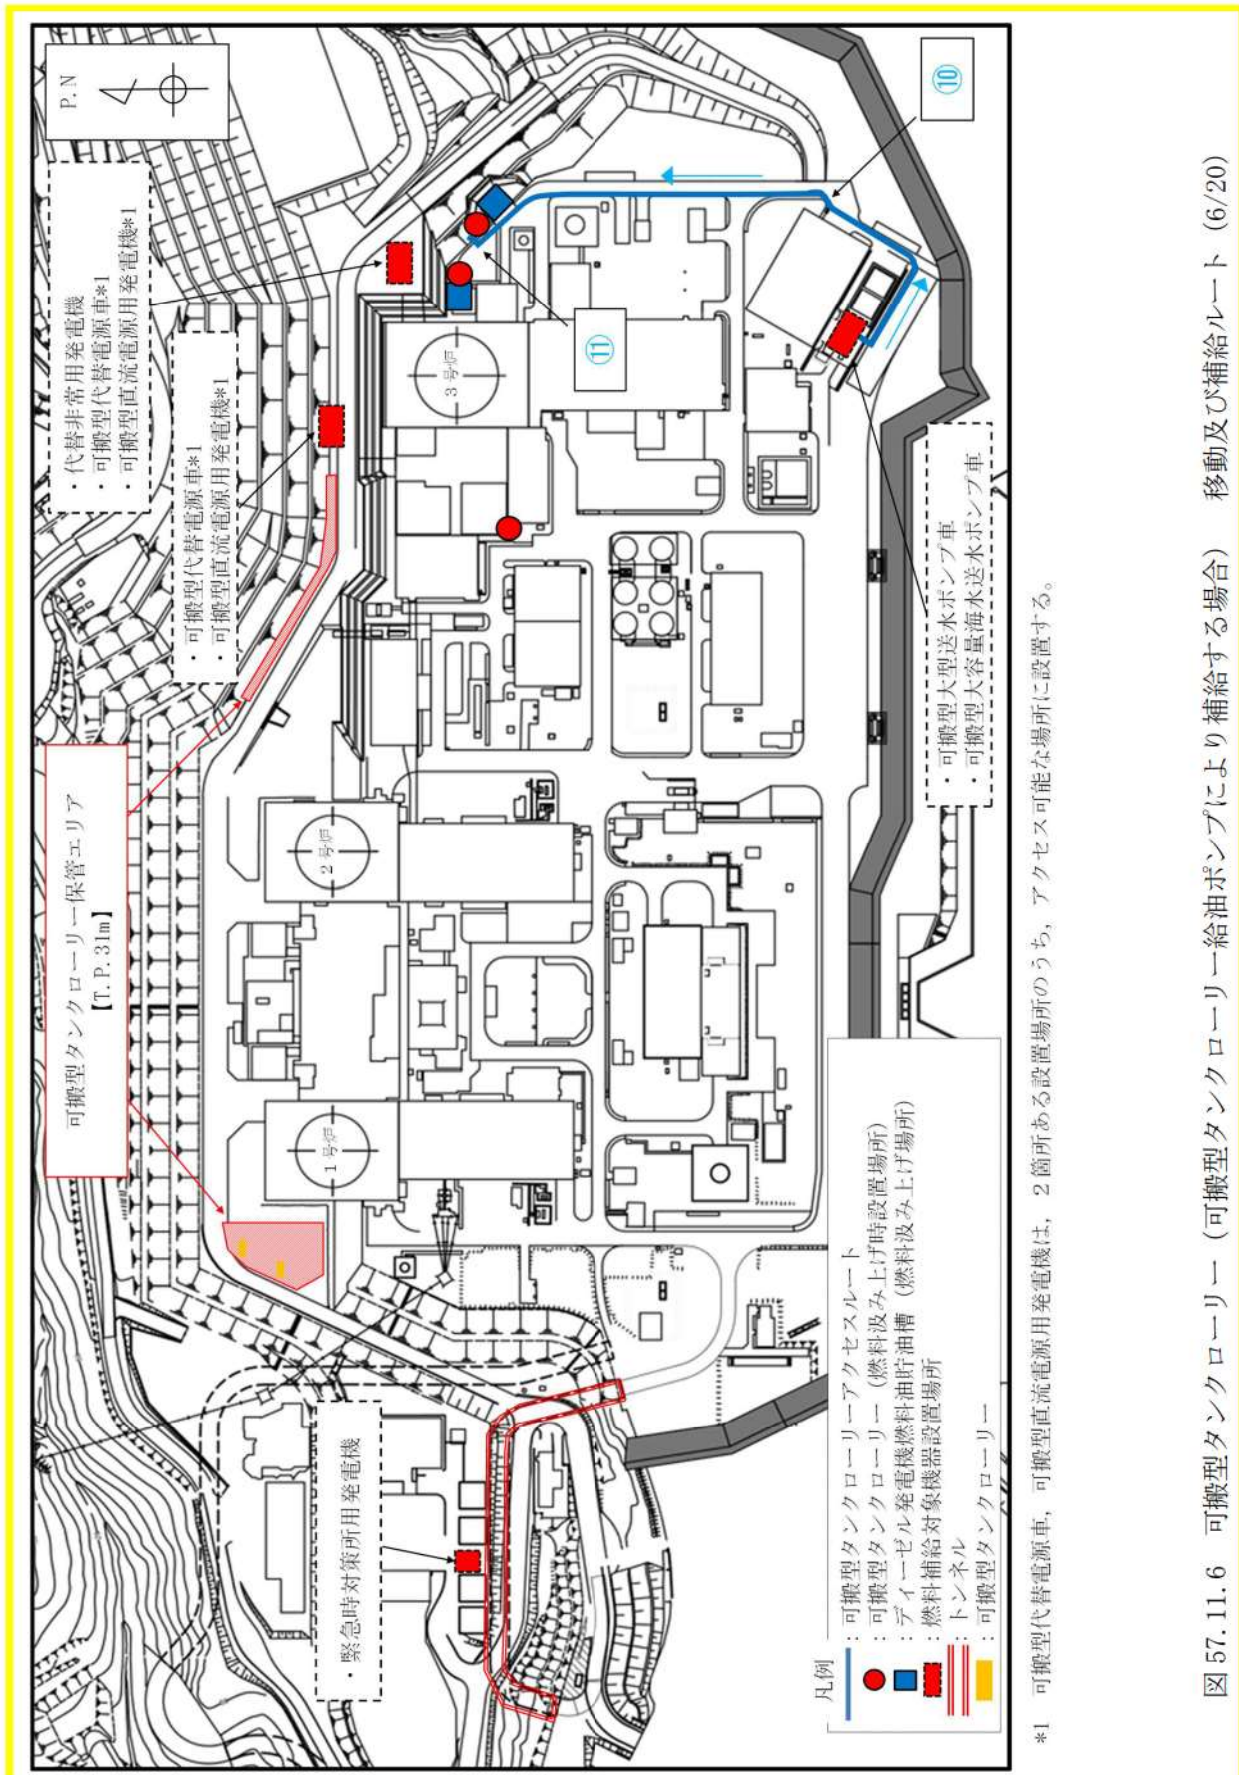 P.N
・代替非常用発電機
・可搬型代替電源車*1
・可搬型直流電源用発電機*1
・可搬型代替電源車*1
・可搬型直流電源用発電機*1
可搬型タンクローリー保管エリア
【T.P.31m】
・緊急時対策所用発電機
1号炉
2号炉
3号炉
⑪
⑩
・可搬型大型送水ポンプ車
・可搬型大容量海水送水ポンプ車
凡例
：可搬型タンクローリーアクセスルート
：可搬型タンクローリー（燃料汲み上げ時設置場所）
：ディーゼル発電機燃料油貯油槽（燃料汲み上げ場所）
：燃料補給対象機器設置場所
：トンネル
：可搬型タンクローリー
*1 可搬型代替電源車，可搬型直流電源用発電機は，2箇所ある設置場所のうち，アクセス可能な場所に設置する。
図57.11.6 可搬型タンクローリー（可搬型タンクローリー給油ポンプにより補給する場合） 移動及び補給ルート（6/20）